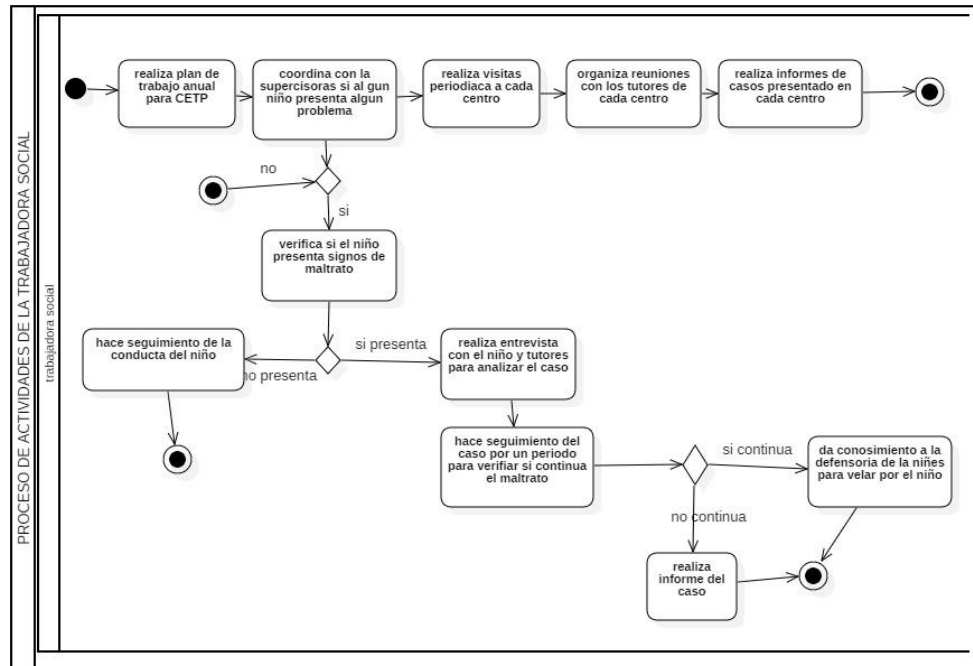 PROCESO DE ACTIVIDADES DE LA TRABAJADORA SOCIAL
trabajadora social
realiza plan de
trabajo anual
para CETP
coordina con la
supercisoras si al gun
niño presenta algun
problema
realiza visitas
periodiaca a cada
centro
organiza reuniones
con los tutores de
cada centro
realiza informes de
casos presentado en
cada centro
no
si
verifica si el niño
presenta signos de
maltrato
hace seguimiento de la
conducta del niño
no presenta
si presenta
realiza entrevista
con el niño y tutores
para analizar el caso
hace seguimiento del
caso por un periodo
para verifiar si continua
el maltrato
si continua
da conosimiento a la
defensoria de la niñes
para velar por el niño
no continua
realiza
informe del
caso